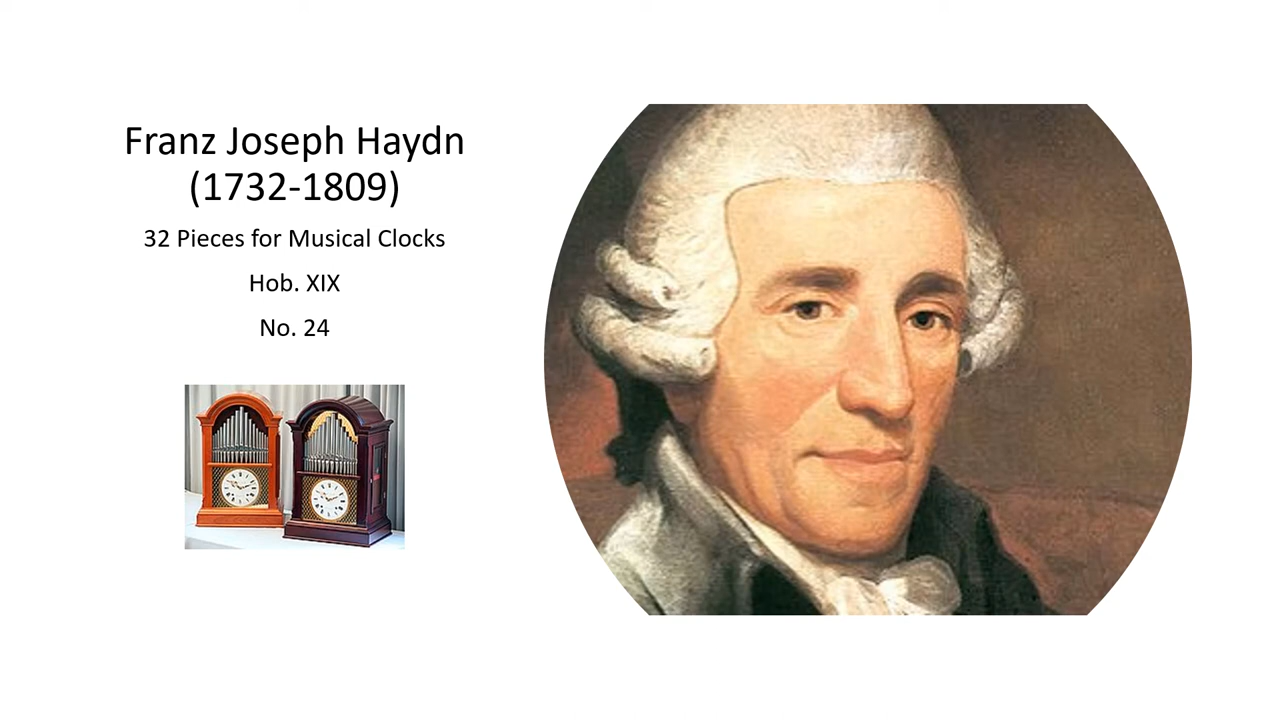 Franz Joseph Haydn
(1732-1809)
32 Pieces for Musical Clocks
Hob. XIX
No. 24